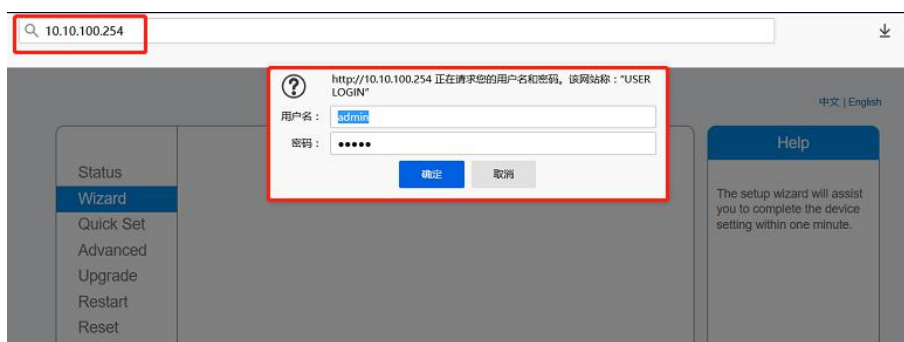 10.10.100.254
http://10.10.100.254 正在请求您的用户名和密码。该网站称：“USER
LOGIN”
用户名：
admin
密码：
•••••
确定
取消
中文 | English
Status
Wizard
Quick Set
Advanced
Upgrade
Restart
Reset
Help
The setup wizard will assist
you to complete the device
setting within one minute.